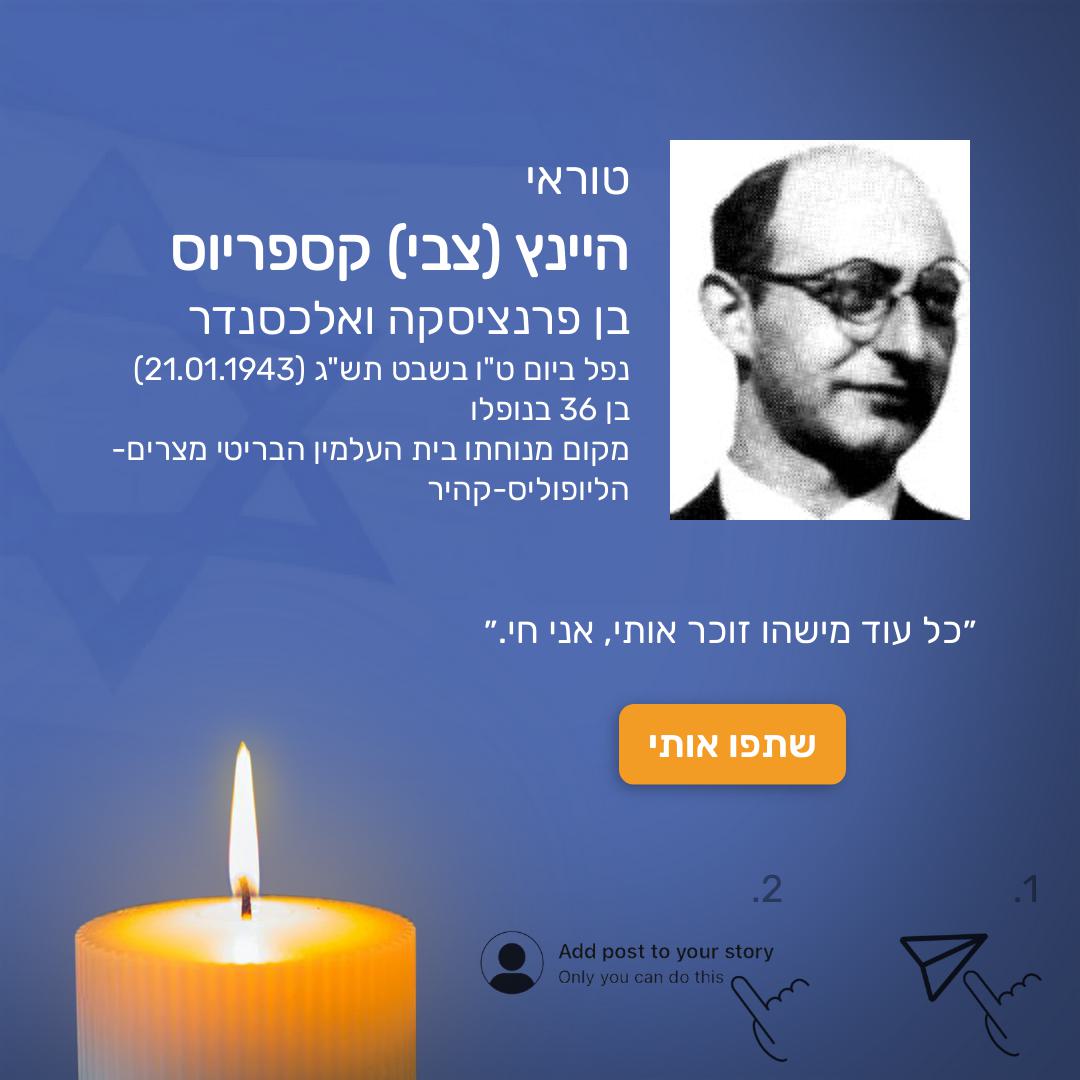 טוראי
היינץ (צבי) קספריוס
בן פרנציסקה ואלכסנדר
נפל ביום ט"ו בשבט תש"ג (21.01.1943)
בן 36 בנופלו
מקום מנוחתו בית העלמין הבריטי מצרים-
הליופוליס-קהיר
״כל עוד מישהו זוכר אותי, אני חי.״
שתפו אותי
1.
2.
Add post to your story
Only you can do this